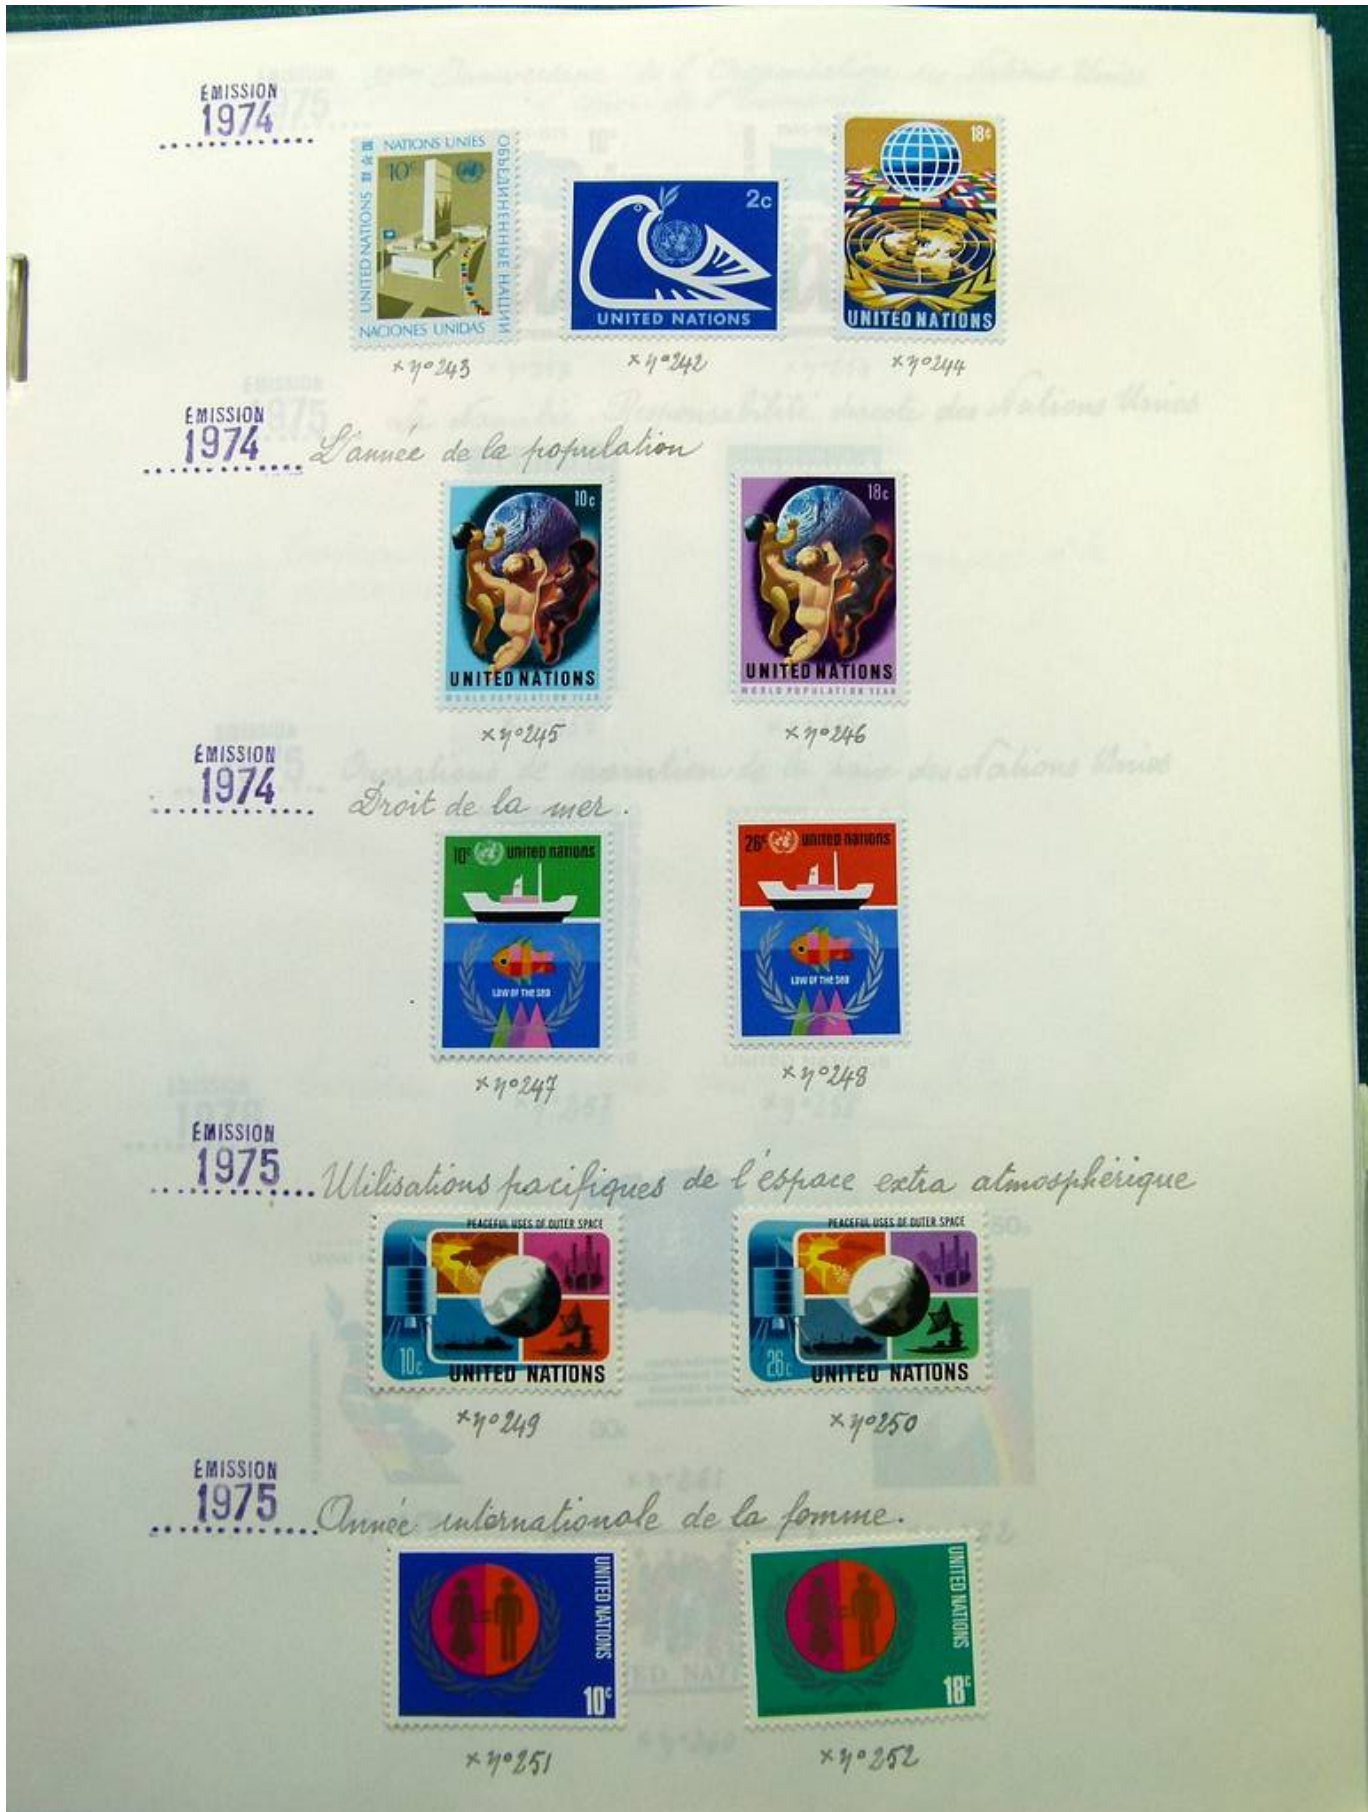 ÉMISSION
1974
NATIONS UNIES
10c
UNITED NATIONS
ОБЪЕДИНЕННЫЕ НАЦИИ
NACIONES UNIDAS
2c
UNITED NATIONS
18c
UNITED NATIONS
x n° 243
x n° 242
x n° 244
ÉMISSION
1974
L'année de la population
10c
UNITED NATIONS
WORLD POPULATION YEAR
18c
UNITED NATIONS
WORLD POPULATION YEAR
x n° 245
x n° 246
ÉMISSION
1974
Droit de la mer.
10c UNITED NATIONS
LAW OF THE SEA
26c UNITED NATIONS
LAW OF THE SEA
x n° 247
x n° 248
ÉMISSION
1975
Utilisations pacifiques de l'éspace extra atmosphérique
PEACEFUL USES OF OUTER SPACE
10c
UNITED NATIONS
PEACEFUL USES OF OUTER SPACE
26c
UNITED NATIONS
x n° 249
x n° 250
ÉMISSION
1975
Année internationale de la femme.
UNITED NATIONS
10c
UNITED NATIONS
18c
x n° 251
x n° 252